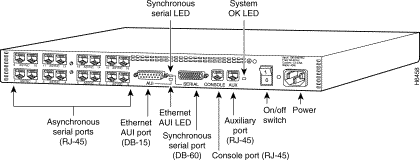 Synchronous
serial LED
System
OK LED
H8458
AUI
SERIAL
CONSOLE
AUX
Asynchronous
serial ports
(RJ-45)
Ethernet
AUI port
(DB-15)
Ethernet
AUI LED
Synchronous
serial port
(DB-60)
Auxiliary
port
(RJ-45)
Console port (RJ-45)
On/off
switch
Power